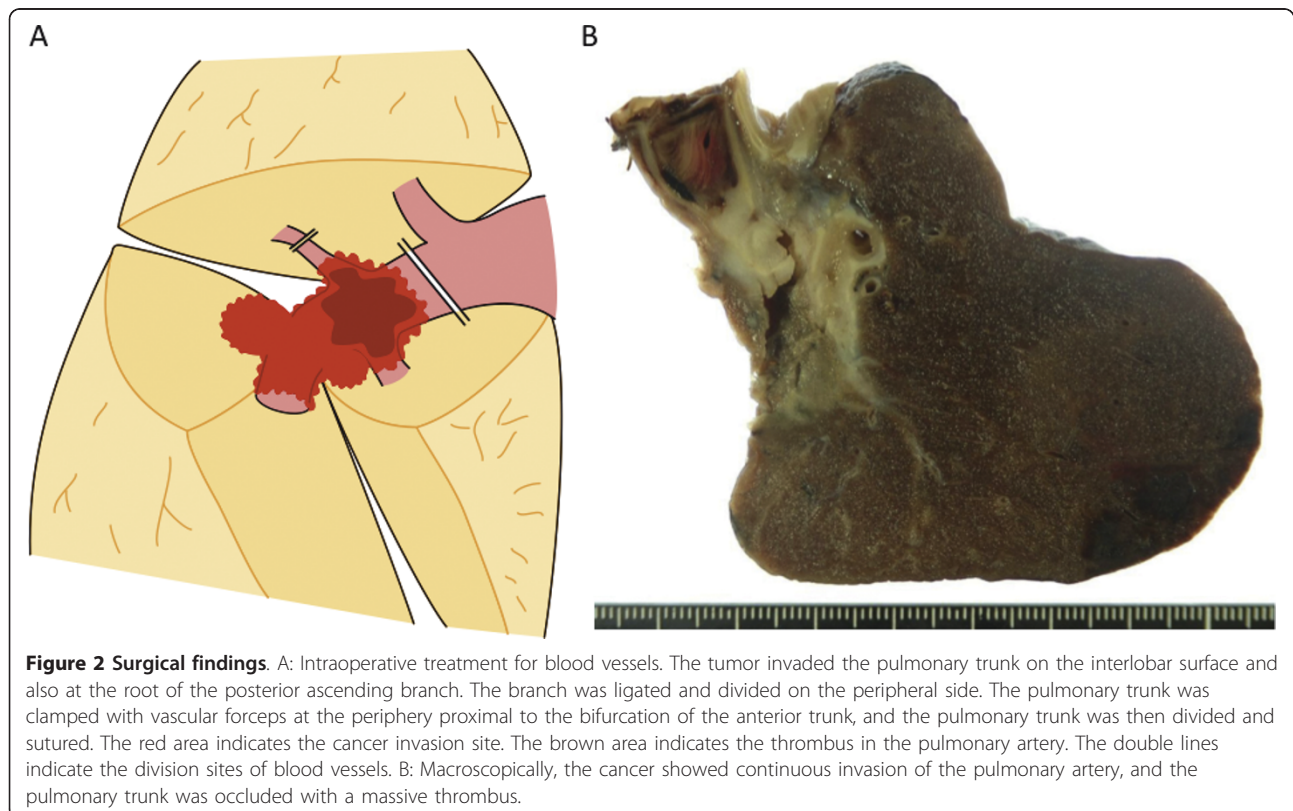 A
B
Figure 2 Surgical findings. A: Intraoperative treatment for blood vessels. The tumor invaded the pulmonary trunk on the interlobar surface and
also at the root of the posterior ascending branch. The branch was ligated and divided on the peripheral side. The pulmonary trunk was
clamped with vascular forceps at the periphery proximal to the bifurcation of the anterior trunk, and the pulmonary trunk was then divided and
sutured. The red area indicates the cancer invasion site. The brown area indicates the thrombus in the pulmonary artery. The double lines
indicate the division sites of blood vessels. B: Macroscopically, the cancer showed continuous invasion of the pulmonary artery, and the
pulmonary trunk was occluded with a massive thrombus.